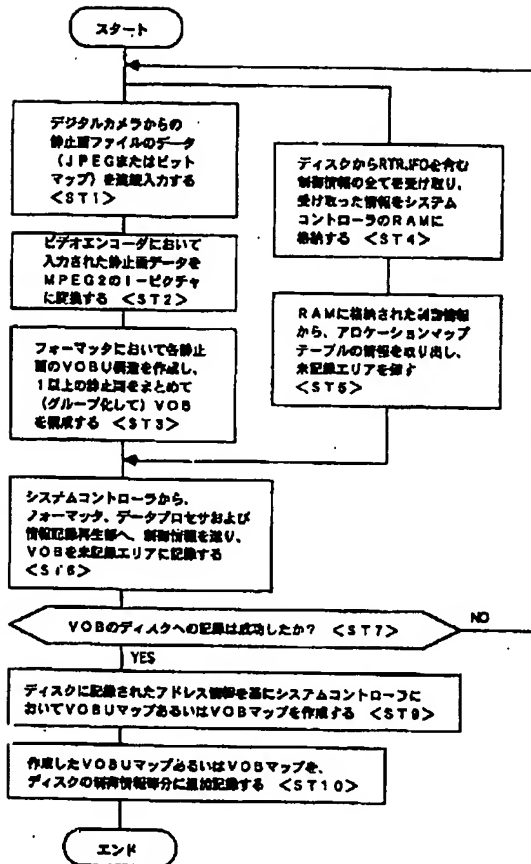 スタート
デジタルカメラからの
静止画ファイルのデータ
(JPEGまたはビット
マップ)を連続入力する
<ST1>
ビデオエンコーダにおいて
入力された静止画データを
MPEG2のI-ピクチャ
に変換する <ST2>
フォーマッタにおいて各静止
画のVOBU構造を作成し、
1以上の静止画をまとめて
(グループ化して)VOB
を構成する <ST3>
ディスクからRTR.IFOを含む
制御情報の全てを受け取り、
受け取った情報をシステム
コントローラのRAMに
格納する <ST4>
RAMに格納された制御情報
から、アロケーションマップ
テーブルの情報を取り出し、
未記録エリアを探す
<ST5>
システムコントローラから、
フォーマッタ、データプロセサおよび
情報記録再生部へ、制御情報を送り、
VOBを未記録エリアに記録する
<ST6>
VOBのディスクへの記録は成功したか? <ST7>
NO
YES
ディスクに記録されたアドレス情報を基にシステムコントローラに
おいてVOBUマップあるいはVOBマップを作成する <ST9>
作成したVOBUマップあるいはVOBマップを、
ディスクの制御情報部分に追加記録する <ST10>
エンド